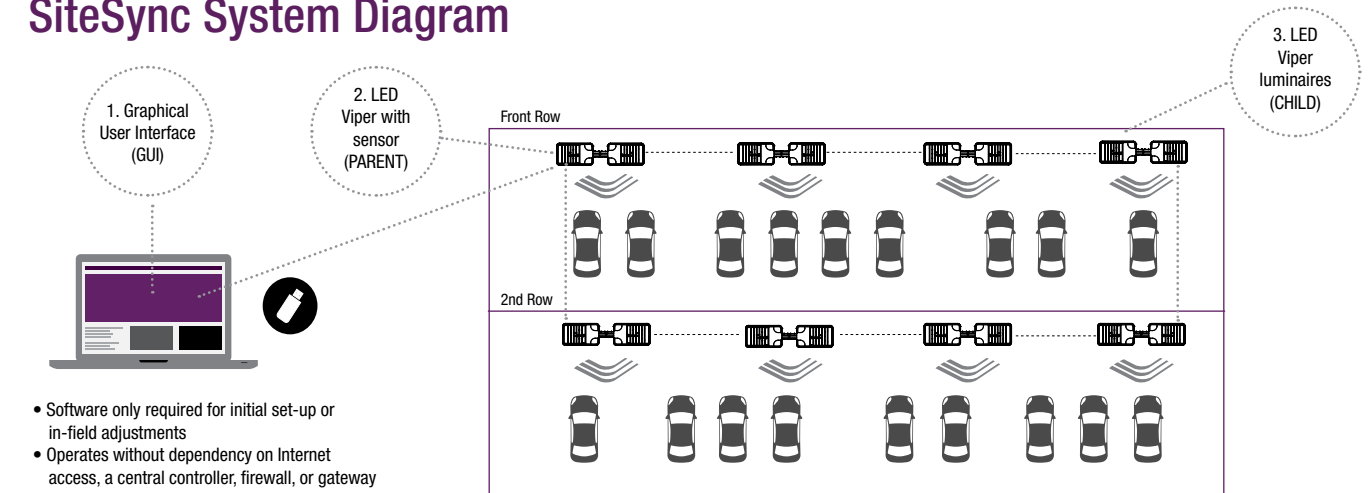 SiteSync System Diagram
1. Graphical
User Interface
(GUI)
2. LED
Viper with
sensor
(PARENT)
3. LED
Viper
luminaires
(CHILD)
Front Row
2nd Row
• Software only required for initial set-up or
in-field adjustments
• Operates without dependency on Internet
access, a central controller, firewall, or gateway